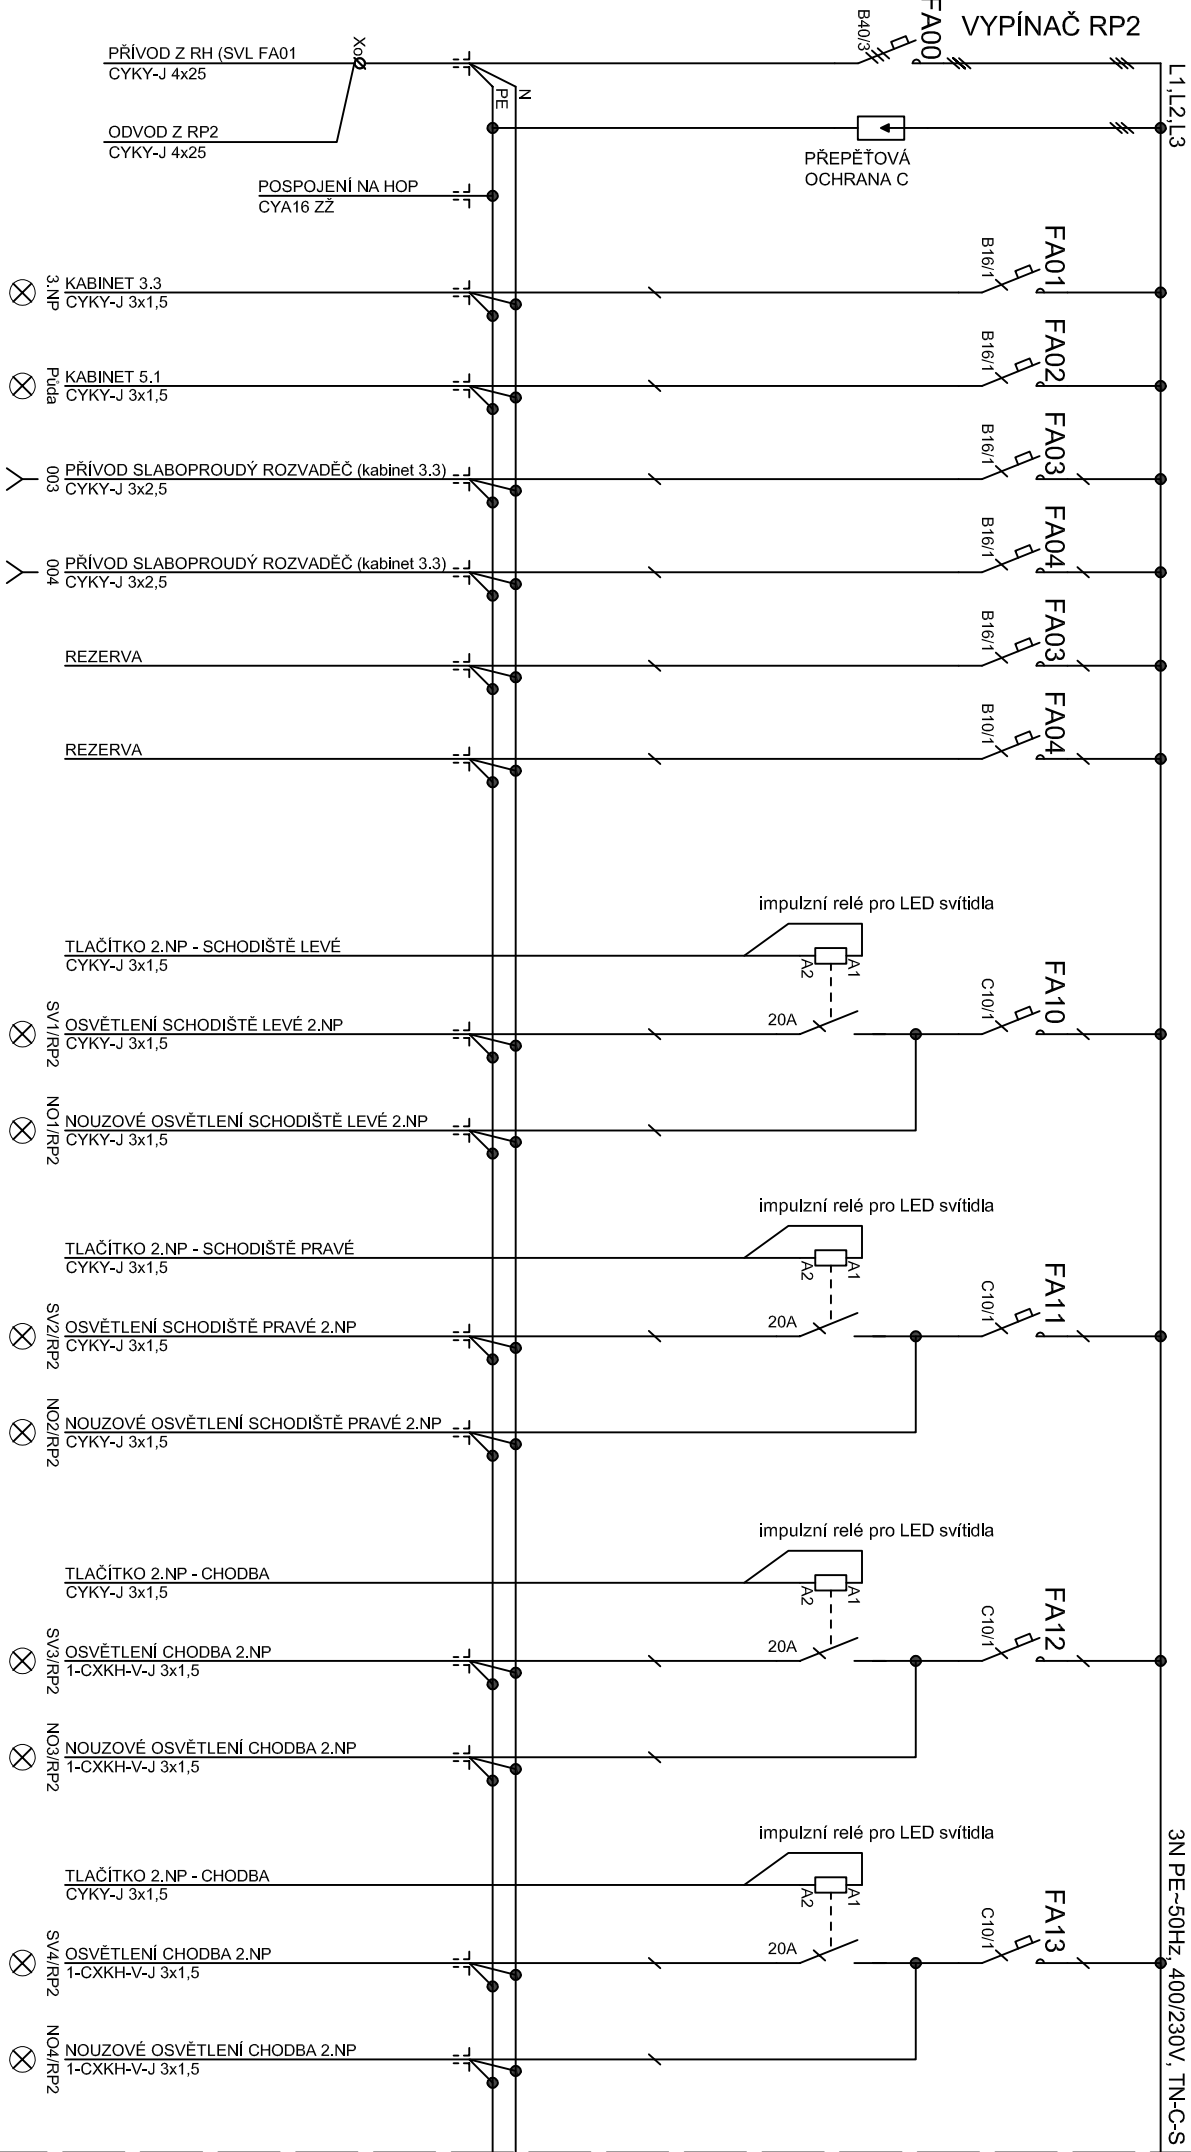 VYPÍNAČ RP2
FA00
B40/3
L1,L2,L3
PŘÍVOD Z RH (SVL FA01
CYKY-J 4x25
Xo
N
PE
ODVOD Z RP2
CYKY-J 4x25
PŘEPĚŤOVÁ
OCHRANA C
POSPOJENÍ NA HOP
CYA16 ZŽ
3.NP
KABINET 3.3
CYKY-J 3x1,5
B16/1
FA01
Půda
KABINET 5.1
CYKY-J 3x1,5
B16/1
FA02
003
PŘÍVOD SLABOPROUDÝ ROZVADĚČ (kabinet 3.3)
CYKY-J 3x2,5
B16/1
FA03
004
PŘÍVOD SLABOPROUDÝ ROZVADĚČ (kabinet 3.3)
CYKY-J 3x2,5
B16/1
FA04
REZERVA
B16/1
FA03
REZERVA
B10/1
FA04
impulzní relé pro LED svítidla
TLAČÍTKO 2.NP - SCHODIŠTĚ LEVÉ
CYKY-J 3x1,5
A2
A1
SV1/RP2
OSVĚTLENÍ SCHODIŠTĚ LEVÉ 2.NP
CYKY-J 3x1,5
20A
C10/1
FA10
NO1/RP2
NOUZOVÉ OSVĚTLENÍ SCHODIŠTĚ LEVÉ 2.NP
CYKY-J 3x1,5
impulzní relé pro LED svítidla
TLAČÍTKO 2.NP - SCHODIŠTĚ PRAVÉ
CYKY-J 3x1,5
A2
A1
SV2/RP2
OSVĚTLENÍ SCHODIŠTĚ PRAVÉ 2.NP
CYKY-J 3x1,5
20A
C10/1
FA11
NO2/RP2
NOUZOVÉ OSVĚTLENÍ SCHODIŠTĚ PRAVÉ 2.NP
CYKY-J 3x1,5
impulzní relé pro LED svítidla
TLAČÍTKO 2.NP - CHODBA
CYKY-J 3x1,5
A2
A1
SV3/RP2
OSVĚTLENÍ CHODBA 2.NP
1-CXKH-V-J 3x1,5
20A
C10/1
FA12
NO3/RP2
NOUZOVÉ OSVĚTLENÍ CHODBA 2.NP
1-CXKH-V-J 3x1,5
impulzní relé pro LED svítidla
TLAČÍTKO 2.NP - CHODBA
CYKY-J 3x1,5
A2
A1
SV4/RP2
OSVĚTLENÍ CHODBA 2.NP
1-CXKH-V-J 3x1,5
20A
C10/1
FA13
NO4/RP2
NOUZOVÉ OSVĚTLENÍ CHODBA 2.NP
1-CXKH-V-J 3x1,5
3N PE~50Hz, 400/230V, TN-C-S